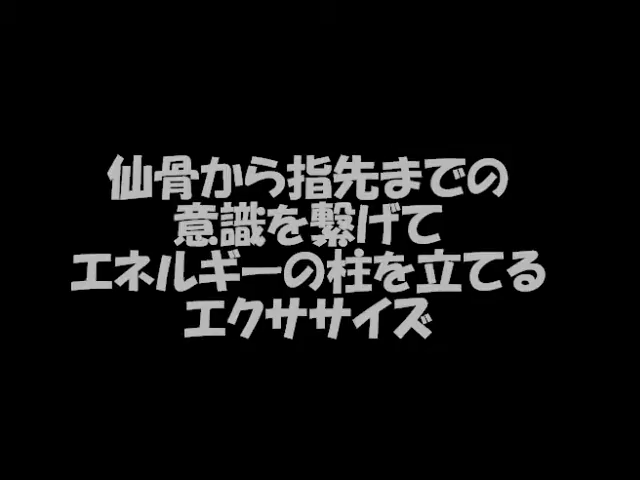 仙骨から指先までの
意識を繋げて
エネルギーの柱を立てる
エクササイズ